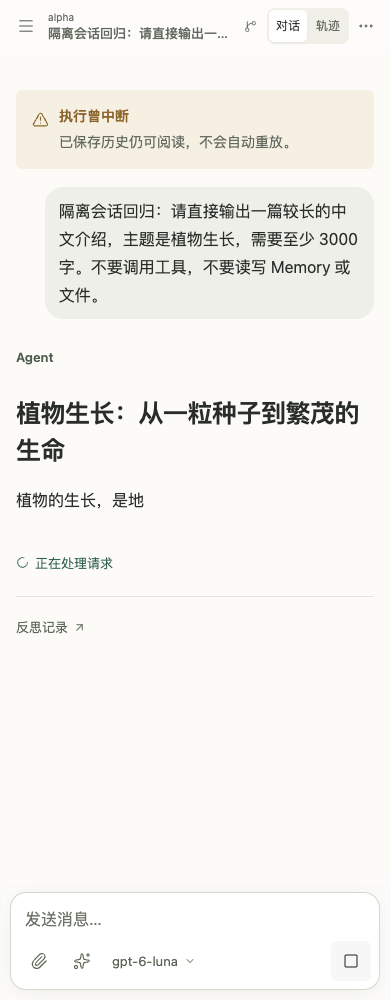 alpha
隔离会话回归：请直接输出一...
对话
轨迹
执行曾中断
已保存历史仍可阅读，不会自动重放。
隔离会话回归：请直接输出一篇较长的中
文介绍，主题是植物生长，需要至少 3000
字。不要调用工具，不要读写 Memory 或
文件。
Agent
植物生长：从一粒种子到繁茂的
生命
植物的生长，是地
正在处理请求
反思记录
发送消息...
gpt-6-luna